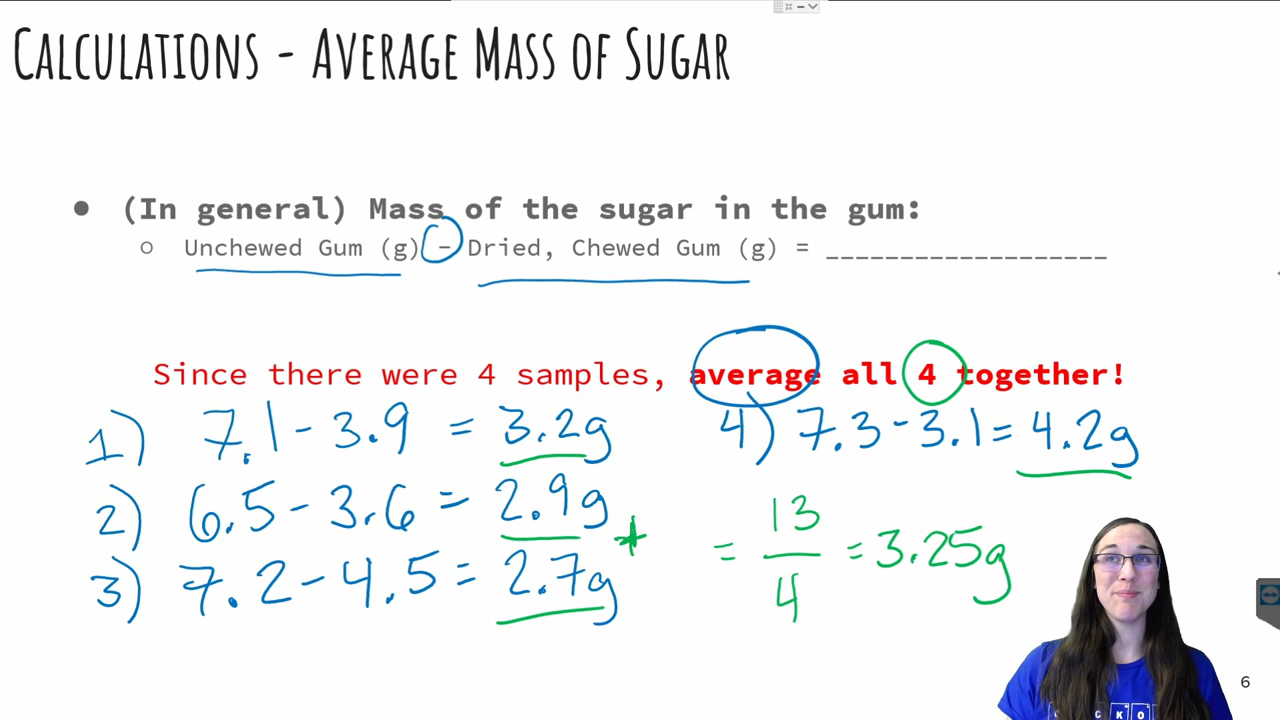 CALCULATIONS - AVERAGE MASS OF SUGAR
● (In general) Mass of the sugar in the gum:
○ Unchewed Gum (g) - Dried, Chewed Gum (g) = ___________________
Since there were 4 samples, average all 4 together!
1) 7.1 - 3.9 = 3.2g
2) 6.5 - 3.6 = 2.9g
+
3) 7.2 - 4.5 = 2.7g
4) 7.3 - 3.1 = 4.2g
= 13/4 = 3.25g
6